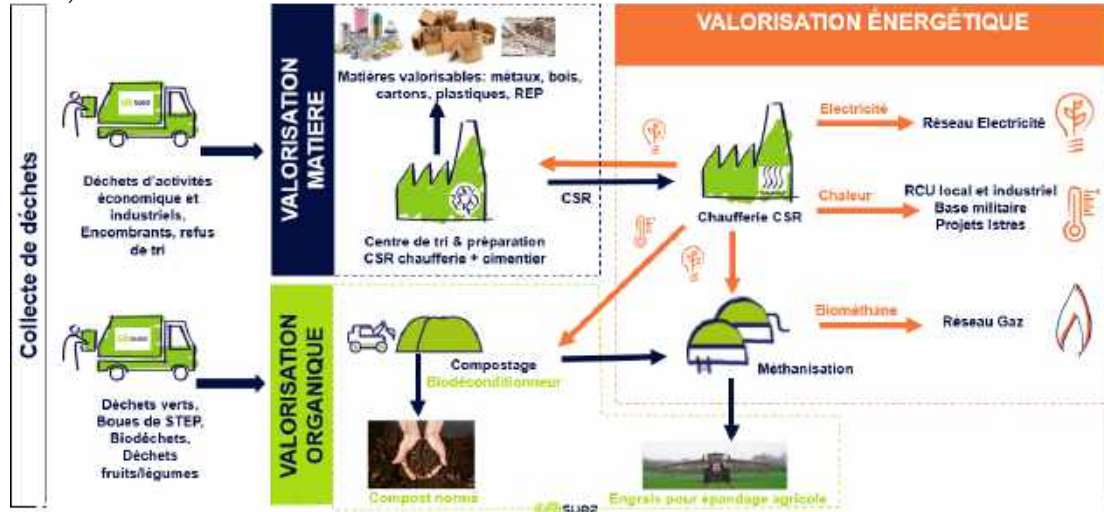 VALORISATION ÉNERGÉTIQUE
Collecte de déchets
VALORISATION
MATIERE
Matières valorisables: métaux, bois,
cartons, plastiques, REP
Déchets d'activités
économique et
industriels,
Encombrants, refus
de tri
Centre de tri & préparation
CSR chaufferie + cimentier
CSR
Chaufferie CSR
Electricité
Réseau Electricité
Chaleur
RCU local et industriel
Base militaire
Projets Istres
Biométhane
Réseau Gaz
Méthanisation
VALORISATION
ORGANIQUE
Compostage
Biodéconditionneur
Déchets verts,
Boues de STEP,
Biodéchets,
Déchets
fruits/légumes
Compost normé
Engrais pour épandage agricole
suez